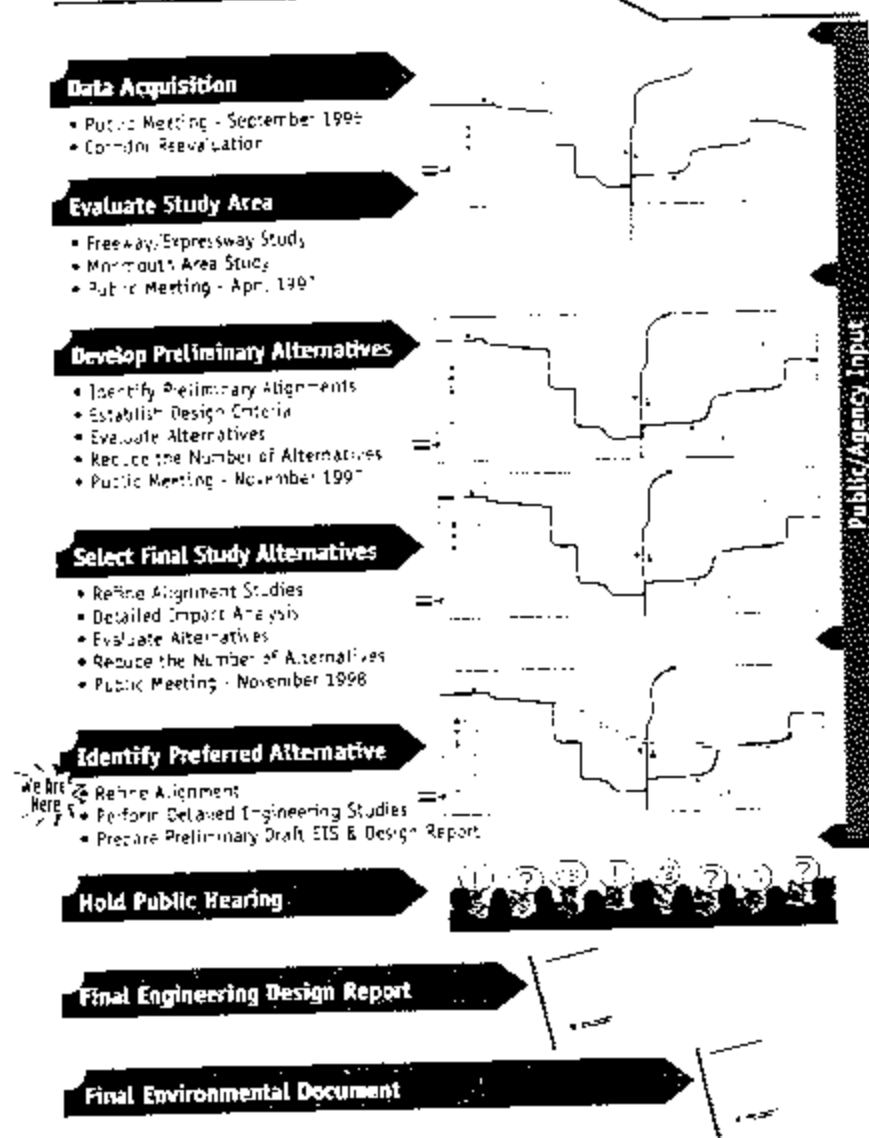 Data Acquisition
• Public Meeting - September 1996
• Corridor Reevaluation
Evaluate Study Area
• Freeway/Expressway Study
• Monmouth Area Study
• Public Meeting - April 1997
Develop Preliminary Alternatives
• Identify Preliminary Alignments
• Establish Design Criteria
• Evaluate Alternatives
• Reduce the Number of Alternatives
• Public Meeting - November 1997
Select Final Study Alternatives
• Refine Alignment Studies
• Detailed Impact Analysis
• Evaluate Alternatives
• Reduce the Number of Alternatives
• Public Meeting - November 1998
Identify Preferred Alternative
We Are
Here
• Refine Alignment
• Perform Detailed Engineering Studies
• Prepare Preliminary Draft EIS & Design Report
Hold Public Hearing
! ? ! ? ?
Final Engineering Design Report
Final Environmental Document
Public/Agency Input